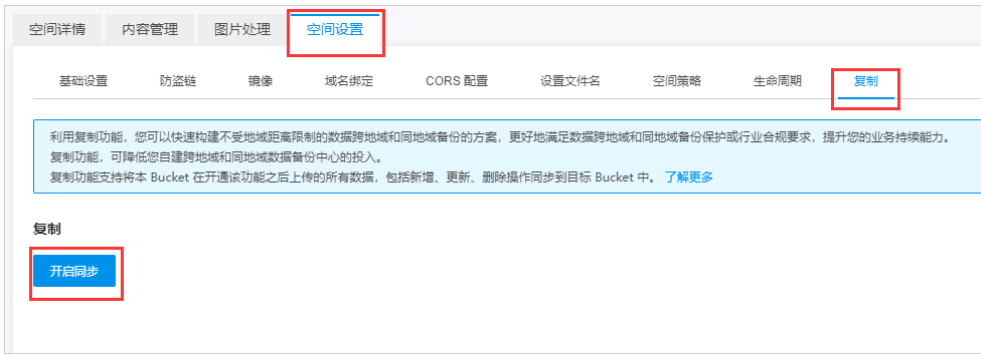 空间详情 内容管理 图片处理 空间设置
基础设置 防盗链 镜像 域名绑定 CORS 配置 设置文件名 空间策略 生命周期 复制
利用复制功能，您可以快速构建不受地域距离限制的数据跨地域和同地域备份的方案，更好地满足数据跨地域和同地域备份保护或行业合规要求，提升您的业务持续能力。
复制功能，可降低您自建跨地域和同地域数据备份中心的投入。
复制功能支持将本 Bucket 在开通该功能之后上传的所有数据，包括新增、更新、删除操作同步到目标 Bucket 中。 了解更多
复制
开启同步